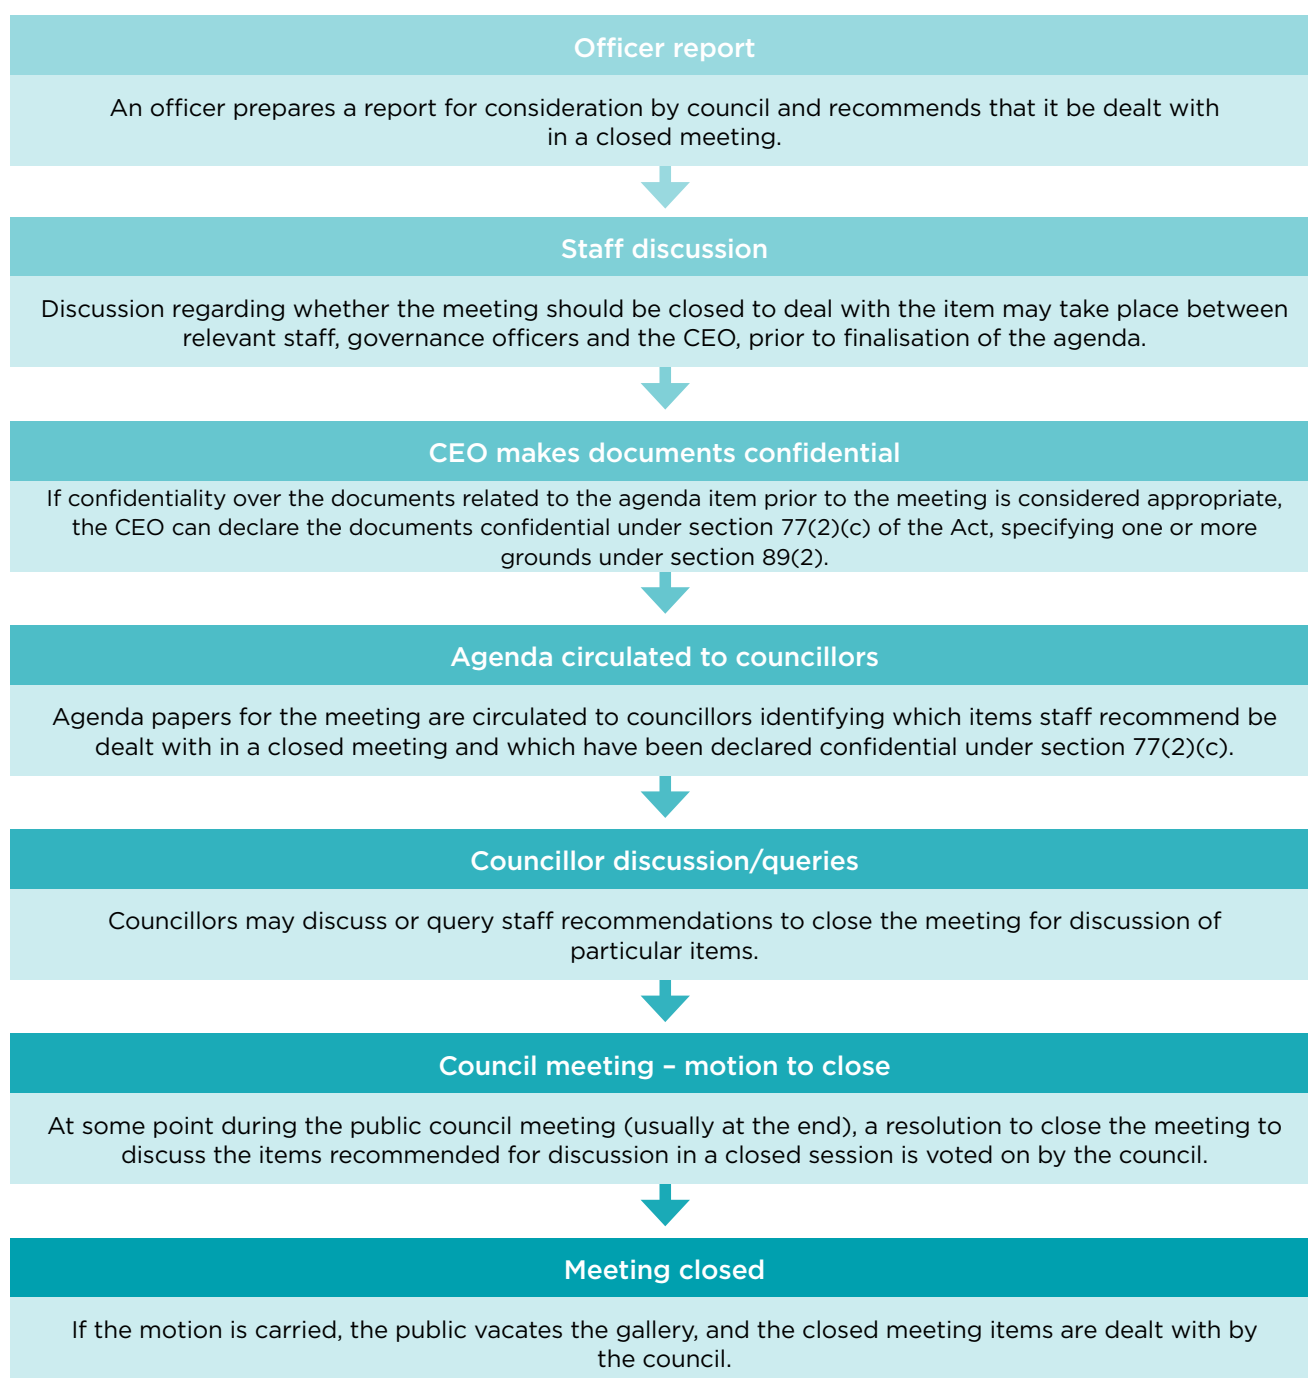 Officer report
An officer prepares a report for consideration by council and recommends that it be dealt with
in a closed meeting.
Staff discussion
Discussion regarding whether the meeting should be closed to deal with the item may take place between
relevant staff, governance officers and the CEO, prior to finalisation of the agenda.
CEO makes documents confidential
If confidentiality over the documents related to the agenda item prior to the meeting is considered appropriate,
the CEO can declare the documents confidential under section 77(2)(c) of the Act, specifying one or more
grounds under section 89(2).
Agenda circulated to councillors
Agenda papers for the meeting are circulated to councillors identifying which items staff recommend be
dealt with in a closed meeting and which have been declared confidential under section 77(2)(c).
Councillor discussion/queries
Councillors may discuss or query staff recommendations to close the meeting for discussion of
particular items.
Council meeting – motion to close
At some point during the public council meeting (usually at the end), a resolution to close the meeting to
discuss the items recommended for discussion in a closed session is voted on by the council.
Meeting closed
If the motion is carried, the public vacates the gallery, and the closed meeting items are dealt with by
the council.